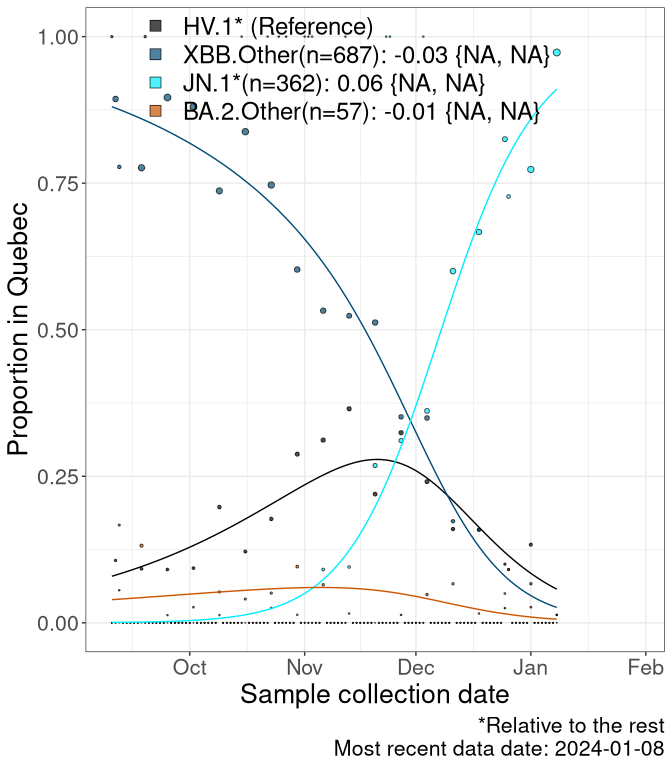 HV.1* (Reference)
XBB.Other(n=687): -0.03 {NA, NA}
JN.1*(n=362): 0.06 {NA, NA}
BA.2.Other(n=57): -0.01 {NA, NA}
1.00
0.75
0.50
0.25
0.00
Proportion in Quebec
Oct Nov Dec Jan Feb
Sample collection date
*Relative to the rest
Most recent data date: 2024-01-08